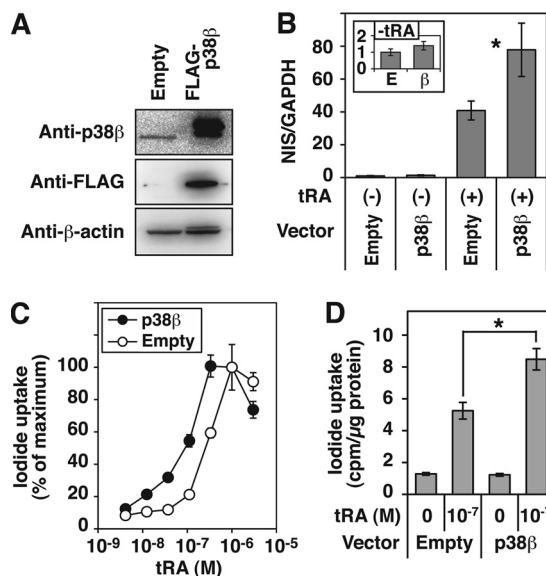 A
Empty
FLAG-
p38β
Anti-p38β
Anti-FLAG
Anti-β-actin
B
NIS/GAPDH
80
60
40
20
0
-tRA
2
1
0
E β
*
tRA (-) (-) (+) (+)
Vector Empty p38β Empty p38β
C
p38β
Empty
Iodide uptake
(% of maximum)
120
100
80
60
40
20
0
10⁻⁹ 10⁻⁸ 10⁻⁷ 10⁻⁶ 10⁻⁵
tRA (M)
D
Iodide uptake
(cpm/µg protein)
10
8
6
4
2
0
*
tRA (M) 0 10⁻⁷ 0 10⁻⁷
Vector Empty p38β